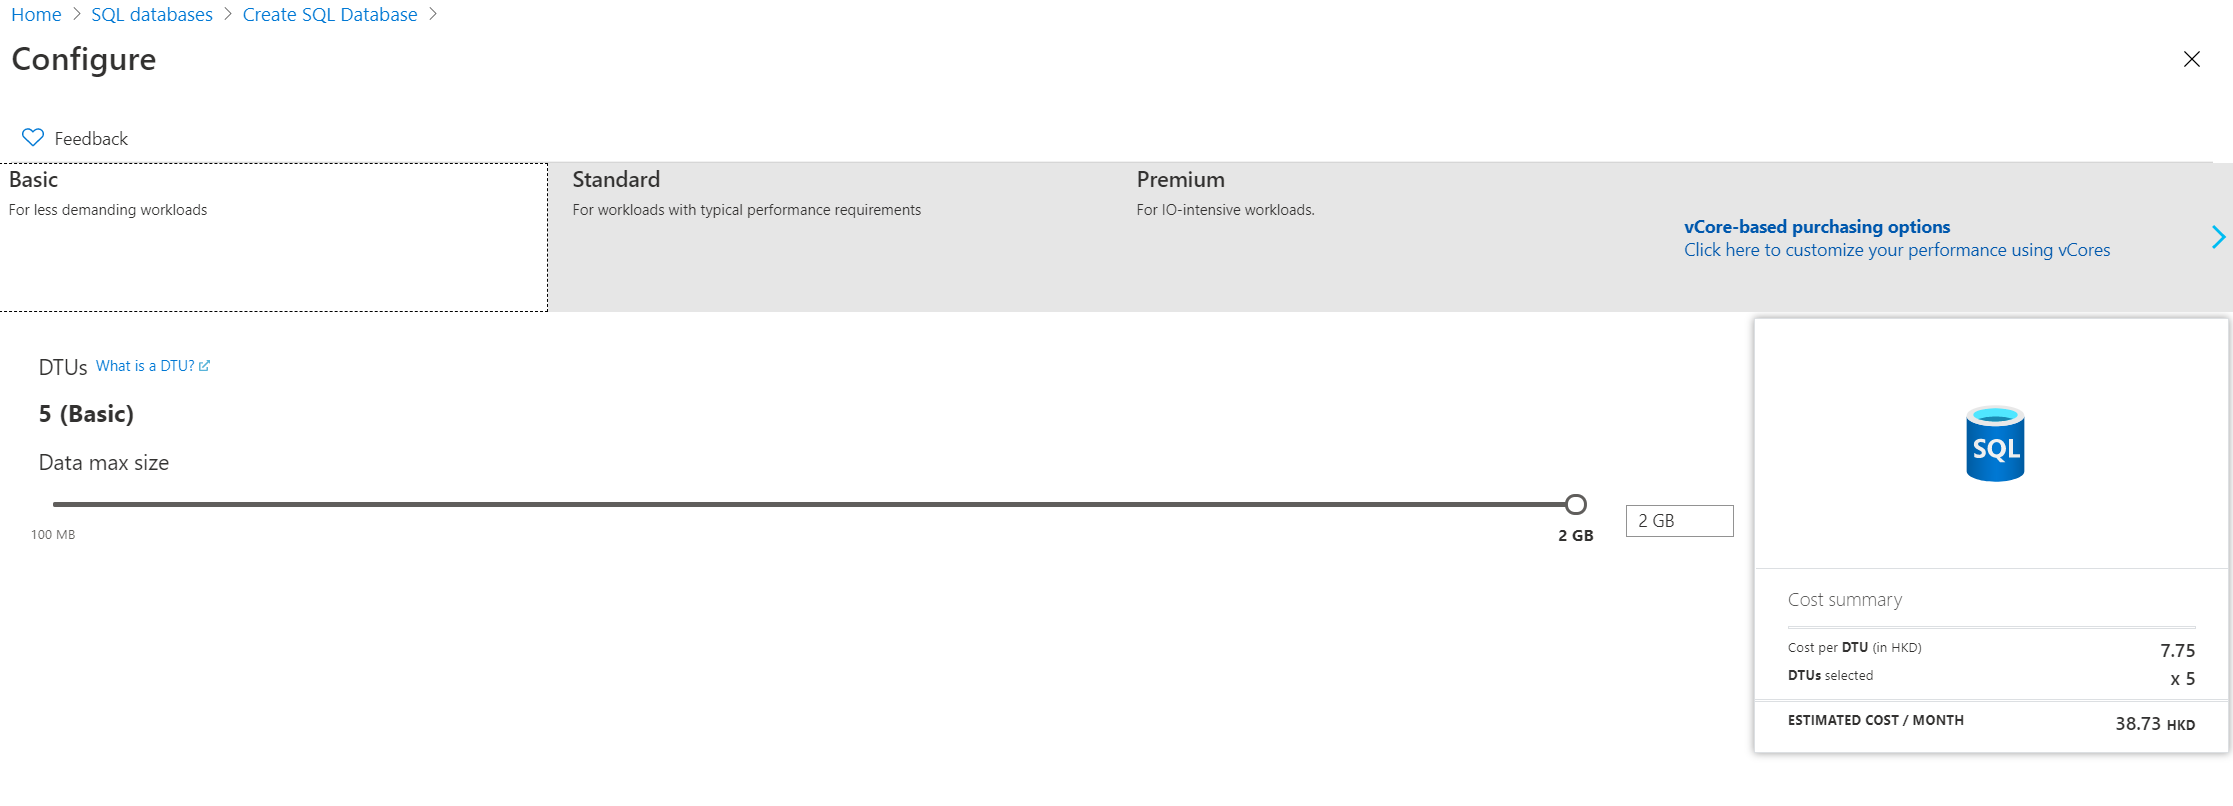 Home > SQL databases > Create SQL Database >
Configure
Feedback
Basic
For less demanding workloads
Standard
For workloads with typical performance requirements
Premium
For IO-intensive workloads.
vCore-based purchasing options
Click here to customize your performance using vCores
DTUs What is a DTU?
5 (Basic)
Data max size
100 MB
2 GB
2 GB
SQL
Cost summary
Cost per DTU (in HKD) 7.75
DTUs selected x 5
ESTIMATED COST / MONTH 38.73 HKD